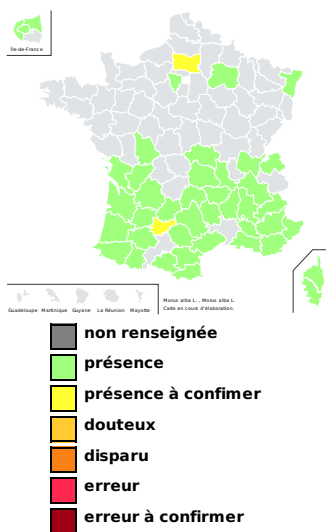 Île-de-France
Guadeloupe Martinique Guyane La Réunion Mayotte
Morus alba L. , Morus alba L.
Carte en cours d'élaboration.
non renseignée
présence
présence à confimer
douteux
disparu
erreur
erreur à confirmer